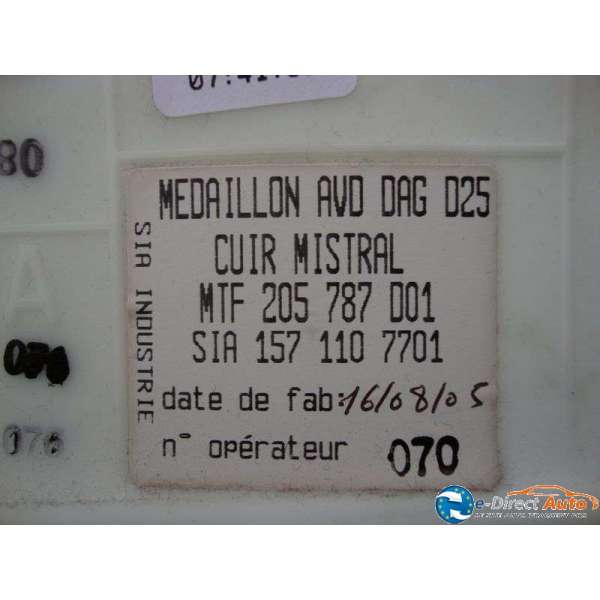 80
A
076
MEDAILLON AVD DAG D25
CUIR MISTRAL
MTF 205 787 D01
SIA 157 110 7701
SIA INDUSTRIE
date de fab: 16/08/05
n° opérateur 070
e-Direct Auto